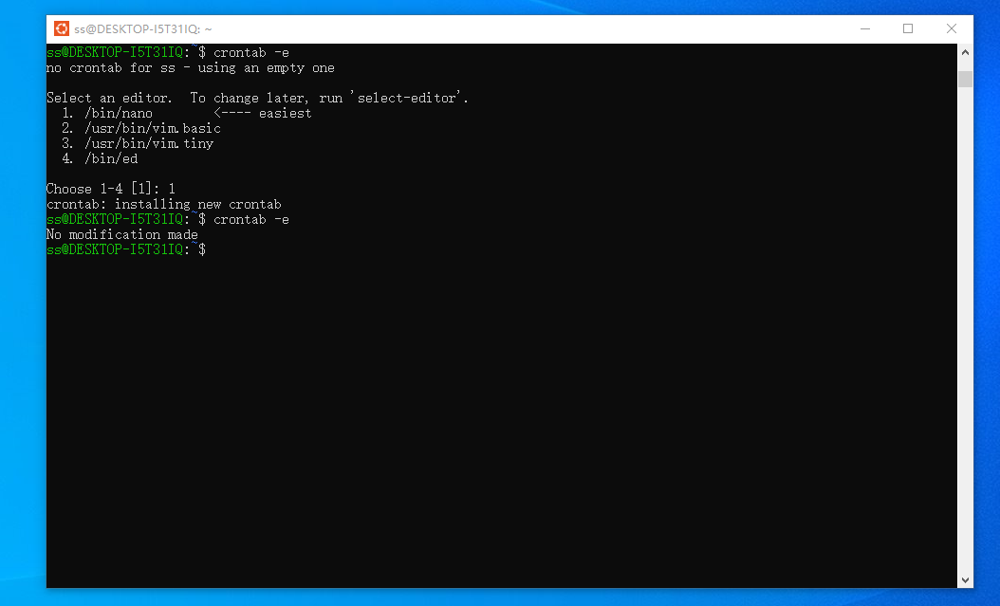 ss@DESKTOP-I5T31IQ: ~
ss@DESKTOP-I5T31IQ:~$ crontab -e
no crontab for ss - using an empty one
Select an editor.  To change later, run 'select-editor'.
  1. /bin/nano        <---- easiest
  2. /usr/bin/vim.basic
  3. /usr/bin/vim.tiny
  4. /bin/ed
Choose 1-4 [1]: 1
crontab: installing new crontab
ss@DESKTOP-I5T31IQ:~$ crontab -e
No modification made
ss@DESKTOP-I5T31IQ:~$